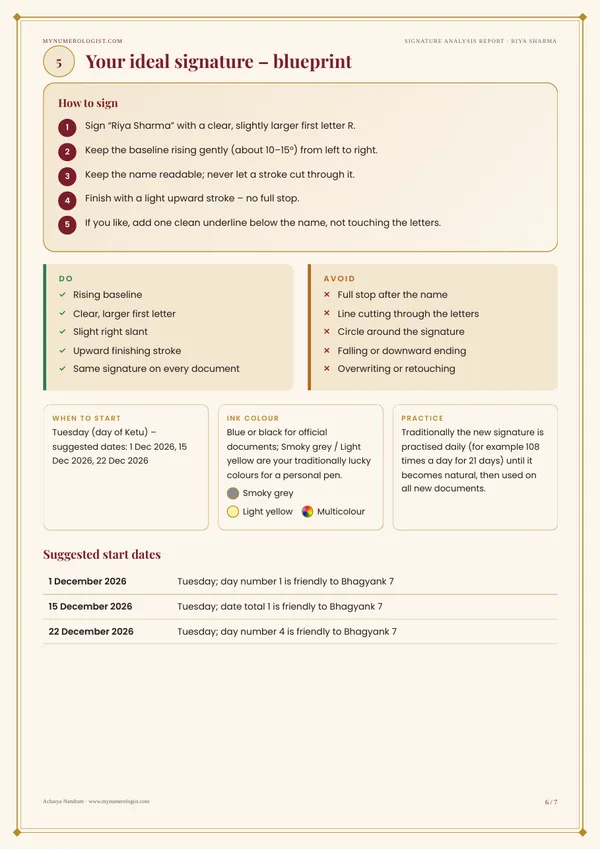 MYNUMEROLOGIST.COM
SIGNATURE ANALYSIS REPORT · RIYA SHARMA
5
Your ideal signature – blueprint
How to sign
1 Sign “Riya Sharma” with a clear, slightly larger first letter R.
2 Keep the baseline rising gently (about 10–15°) from left to right.
3 Keep the name readable; never let a stroke cut through it.
4 Finish with a light upward stroke – no full stop.
5 If you like, add one clean underline below the name, not touching the letters.
DO
✓ Rising baseline
✓ Clear, larger first letter
✓ Slight right slant
✓ Upward finishing stroke
✓ Same signature on every document
AVOID
✕ Full stop after the name
✕ Line cutting through the letters
✕ Circle around the signature
✕ Falling or downward ending
✕ Overwriting or retouching
WHEN TO START
Tuesday (day of Ketu) –
suggested dates: 1 Dec 2026, 15
Dec 2026, 22 Dec 2026
INK COLOUR
Blue or black for official
documents; Smoky grey / Light
yellow are your traditionally lucky
colours for a personal pen.
Smoky grey
Light yellow Multicolour
PRACTICE
Traditionally the new signature is
practised daily (for example 108
times a day for 21 days) until it
becomes natural, then used on
all new documents.
Suggested start dates
1 December 2026 Tuesday; day number 1 is friendly to Bhagyank 7
15 December 2026 Tuesday; date total 1 is friendly to Bhagyank 7
22 December 2026 Tuesday; day number 4 is friendly to Bhagyank 7
Acharya Nandram · www.mynumerologist.com
6 / 7